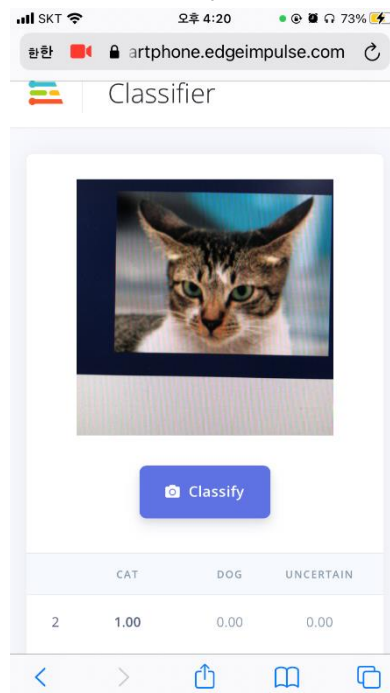 SKT 오후 4:20 73%
한한 artphone.edgeimpulse.com
Classifier
Classify
CAT DOG UNCERTAIN
2 1.00 0.00 0.00